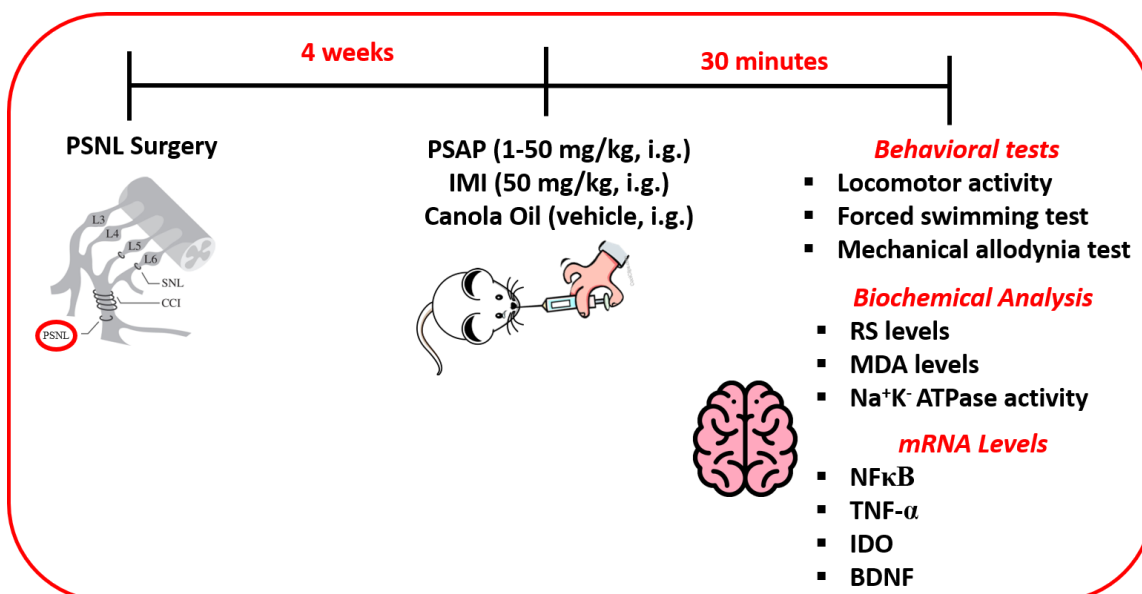 4 weeks
30 minutes
PSNL Surgery
L3
L4
L5
L6
SNL
CCI
PSNL
PSAP (1-50 mg/kg, i.g.)
IMI (50 mg/kg, i.g.)
Canola Oil (vehicle, i.g.)
Behavioral tests
▪ Locomotor activity
▪ Forced swimming test
▪ Mechanical allodynia test
Biochemical Analysis
▪ RS levels
▪ MDA levels
▪ Na⁺K⁻ ATPase activity
mRNA Levels
▪ NFκB
▪ TNF-α
▪ IDO
▪ BDNF